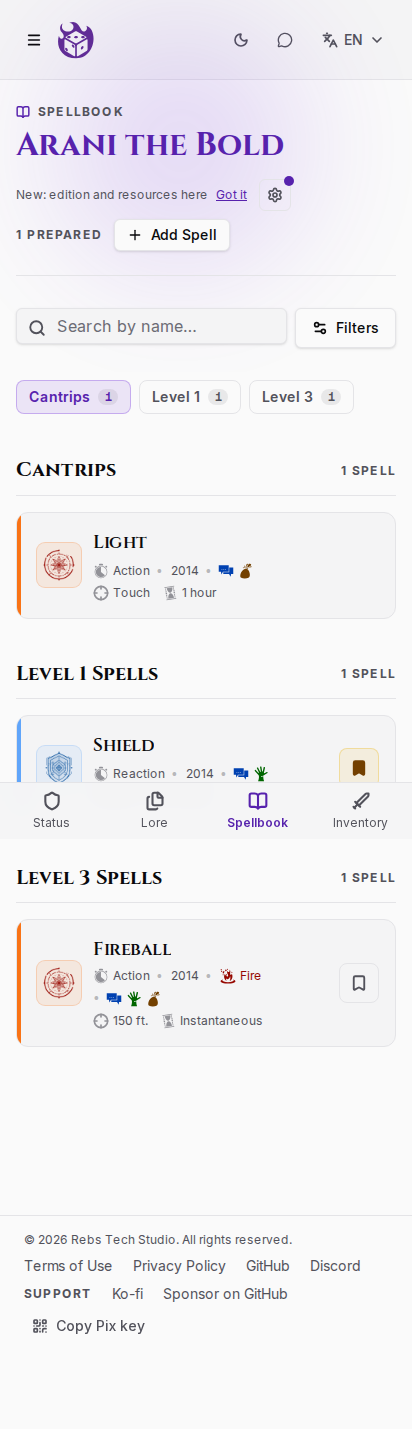 EN
SPELLBOOK
Arani the Bold
New: edition and resources here Got it
1 PREPARED
Add Spell
Search by name...
Filters
Cantrips 1
Level 1 1
Level 3 1
Cantrips
1 SPELL
Light
Action • 2014 •
Touch 1 hour
Level 1 Spells
1 SPELL
Shield
Reaction • 2014 •
Status
Lore
Spellbook
Inventory
Level 3 Spells
1 SPELL
Fireball
Action • 2014 • Fire
•
150 ft. Instantaneous
© 2026 Rebs Tech Studio. All rights reserved.
Terms of Use Privacy Policy GitHub Discord
SUPPORT Ko-fi Sponsor on GitHub
Copy Pix key